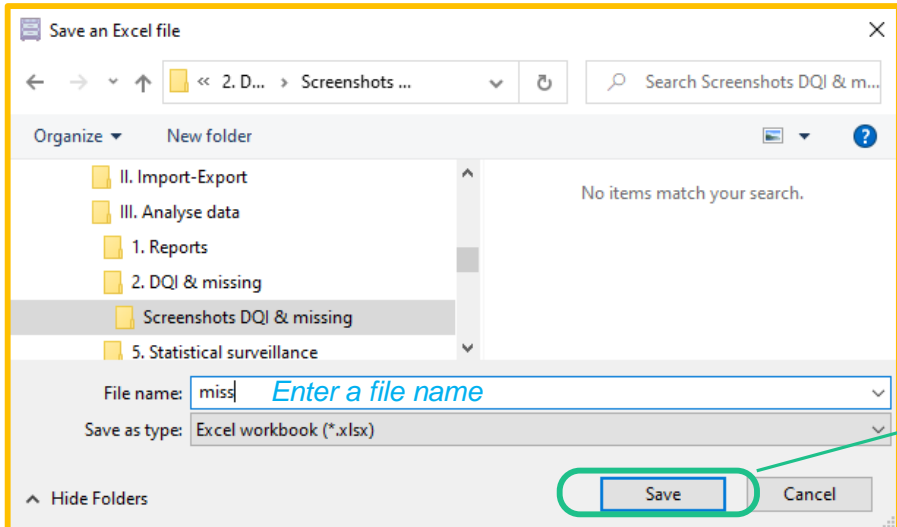 Save an Excel file
« 2. D... › Screenshots ...
Search Screenshots DQI & m...
Organize
New folder
II. Import-Export
III. Analyse data
1. Reports
2. DQI & missing
Screenshots DQI & missing
5. Statistical surveillance
No items match your search.
File name: miss Enter a file name
Save as type: Excel workbook (*.xlsx)
Hide Folders
Save
Cancel